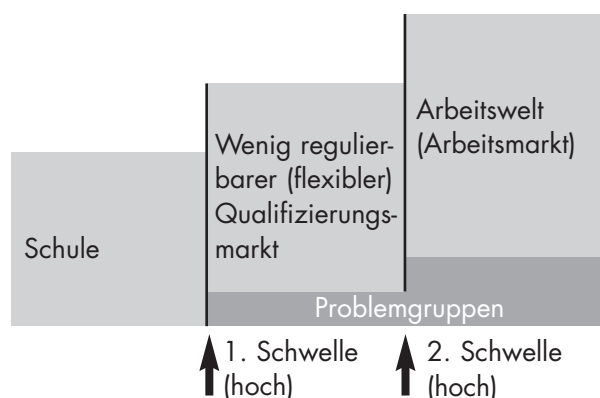 Schule
Wenig regulier-
barer (flexibler)
Qualifizierungs-
markt
Arbeitswelt
(Arbeitsmarkt)
Problemgruppen
1. Schwelle
(hoch)
2. Schwelle
(hoch)